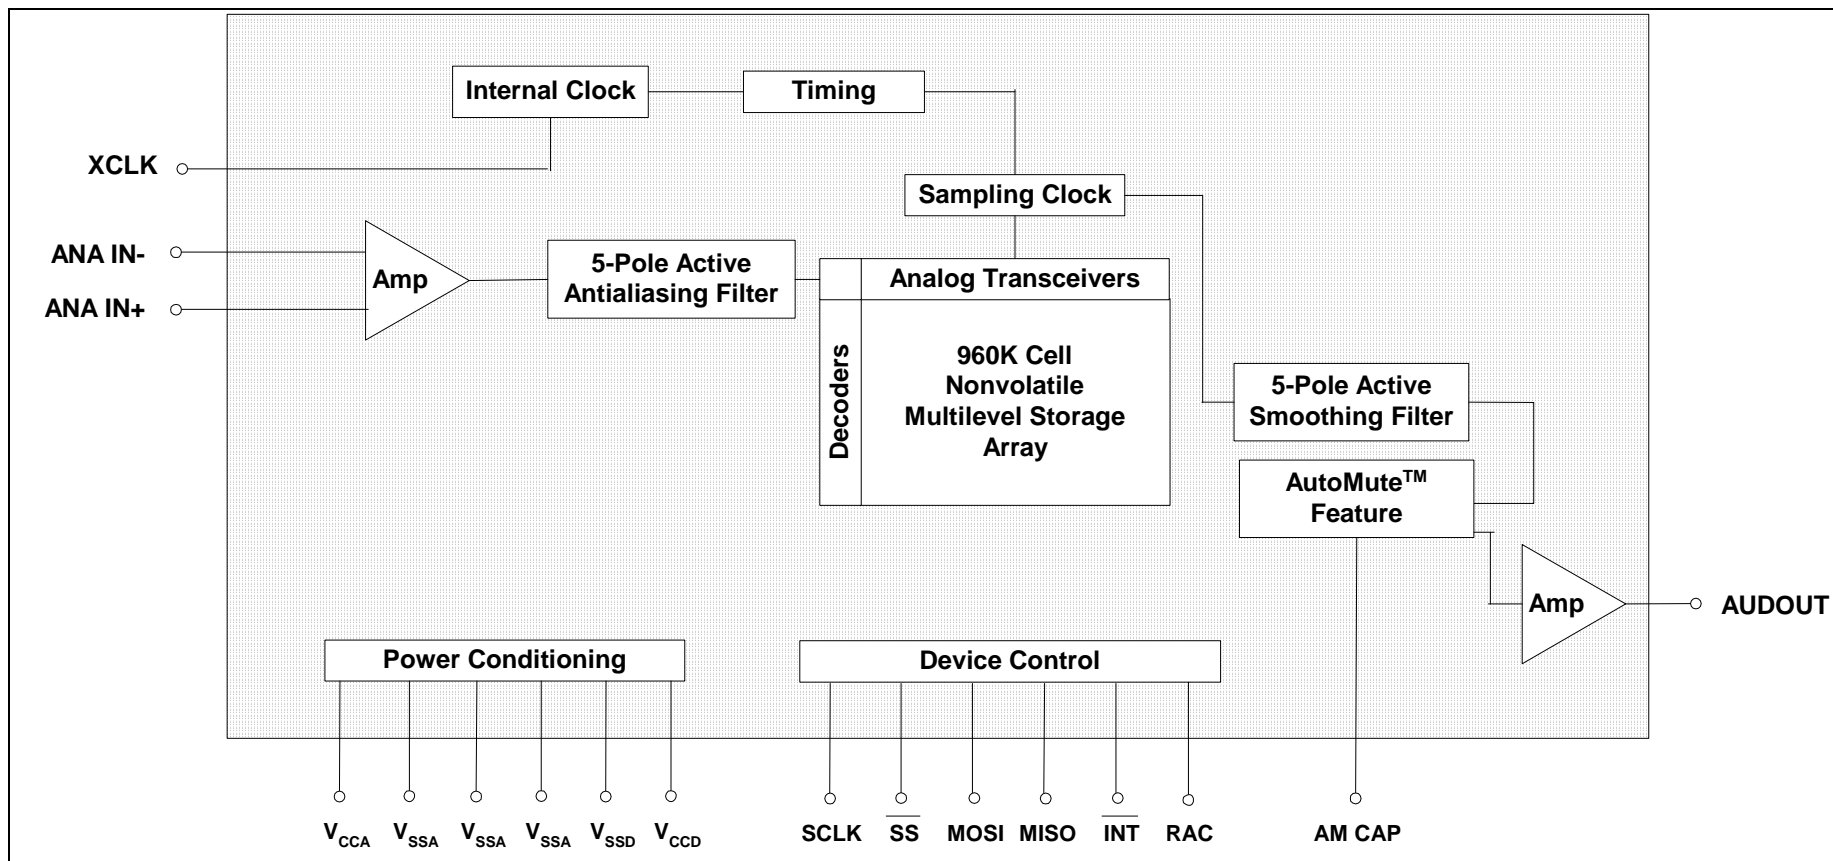 Internal Clock
Timing
XCLK
Sampling Clock
ANA IN-
ANA IN+
Amp
5-Pole Active
Antialiasing Filter
Analog Transceivers
Decoders
960K Cell
Nonvolatile
Multilevel Storage
Array
5-Pole Active
Smoothing Filter
AutoMute™
Feature
Amp
AUDOUT
Power Conditioning
Device Control
VCCA VSSA VSSA VSSA VSSD VCCD
SCLK SS MOSI MISO INT RAC AM CAP